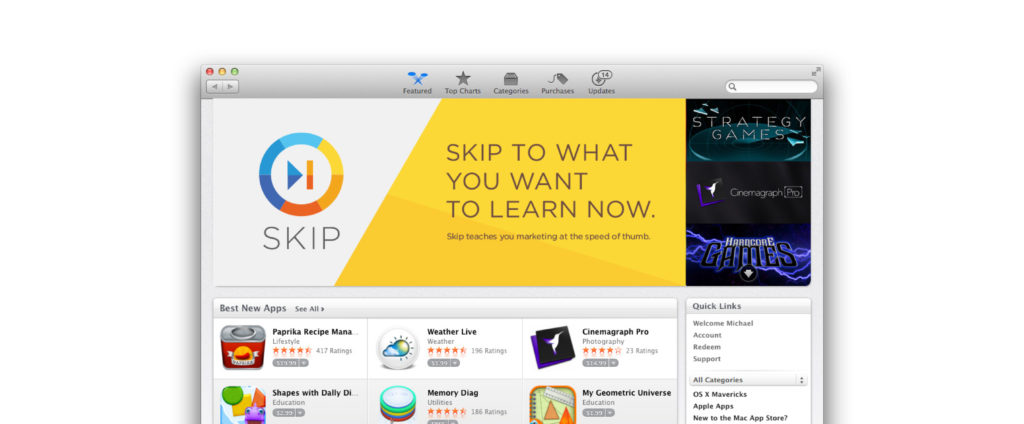 14
Featured
Top Charts
Categories
Purchases
Updates
SKIP
SKIP TO WHAT
YOU WANT
TO LEARN NOW.
Skip teaches you marketing at the speed of thumb.
STRATEGY
GAMES
Cinemagraph Pro
HARDCORE
GAMES
Best New Apps
See All ›
Paprika Recipe Mana...
Lifestyle
417 Ratings
$19.99
Weather Live
Weather
196 Ratings
Cinemagraph Pro
Photography
23 Ratings
$14.99
Shapes with Dally Di...
Education
$2.99
Memory Diag
Utilities
186 Ratings
My Geometric Universe
Education
$1.99
Quick Links
Welcome Michael
Account
Redeem
Support
All Categories
OS X Mavericks
Apple Apps
New to the Mac App Store?